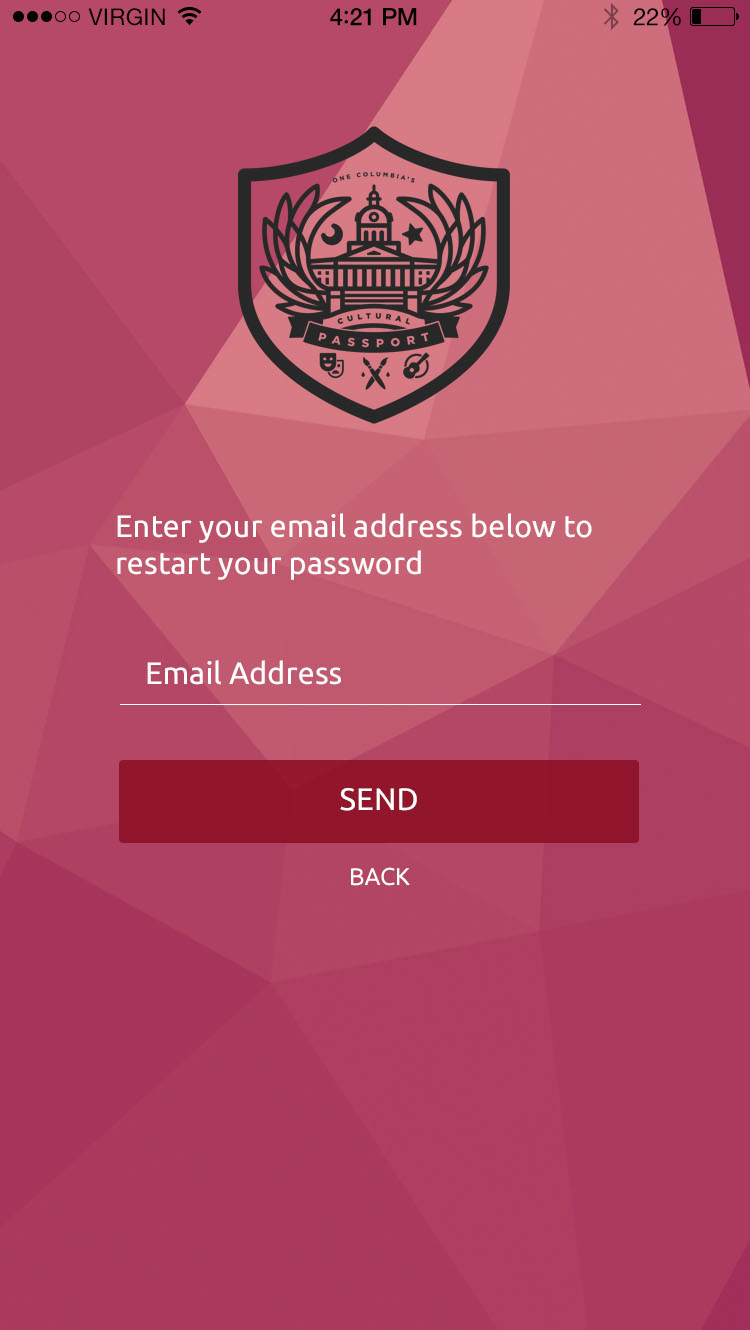 VIRGIN 4:21 PM 22%
ONE COLUMBIA'S
CULTURAL
PASSPORT
Enter your email address below to
restart your password
Email Address
SEND
BACK